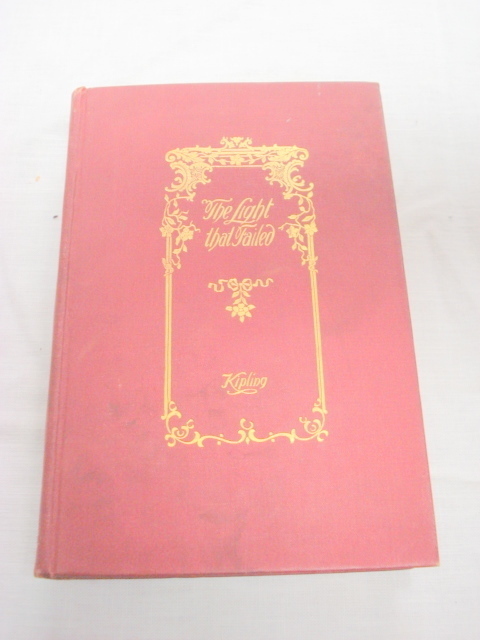 The Light
that Failed
Kipling